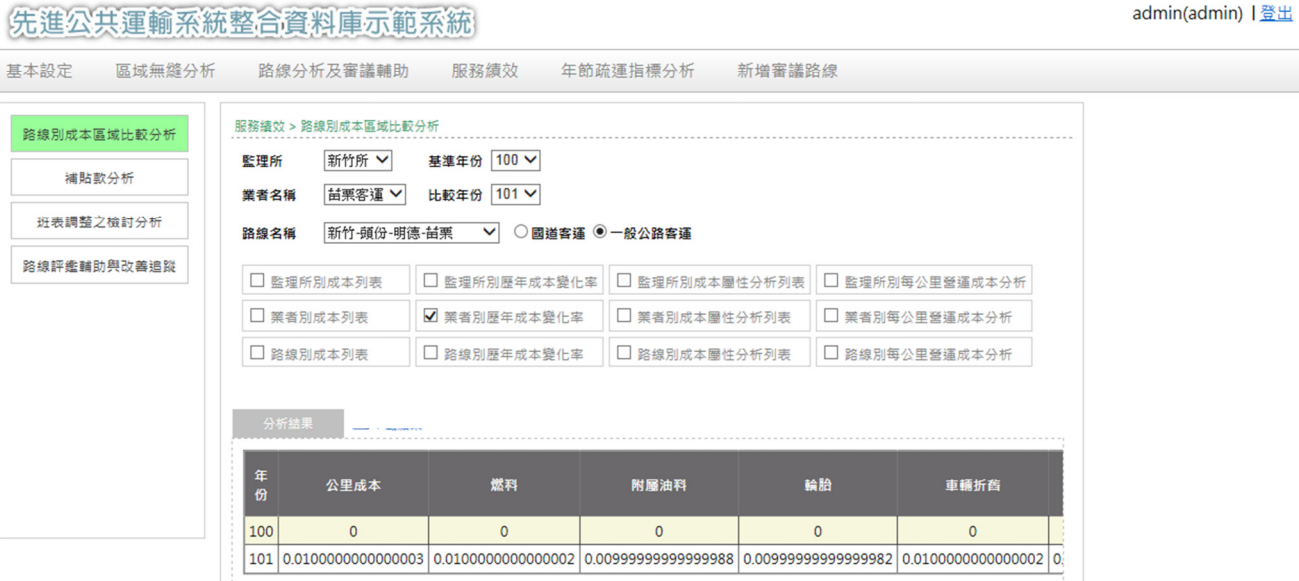 先進公共運輸系統整合資料庫示範系統
admin(admin) | 登出
基本設定 區域無縫分析 路線分析及審議輔助 服務績效 年節疏運指標分析 新增審議路線
路線別成本區域比較分析
補貼款分析
班表調整之檢討分析
路線評鑑輔助與改善追蹤
服務績效 > 路線別成本區域比較分析
監理所 新竹所 基準年份 100
業者名稱 苗栗客運 比較年份 101
路線名稱 新竹-頭份-明德-苗栗 國道客運 一般公路客運
監理所別成本列表 監理所別歷年成本變化率 監理所別成本屬性分析列表 監理所別每公里營運成本分析
業者別成本列表 業者別歷年成本變化率 業者別成本屬性分析列表 業者別每公里營運成本分析
路線別成本列表 路線別歷年成本變化率 路線別成本屬性分析列表 路線別每公里營運成本分析
分析結果
年份 公里成本 燃料 附屬油料 輪胎 車輛折舊
100 0 0 0 0 0
101 0.0100000000000003 0.0100000000000002 0.00999999999999988 0.00999999999999982 0.0100000000000002 0.